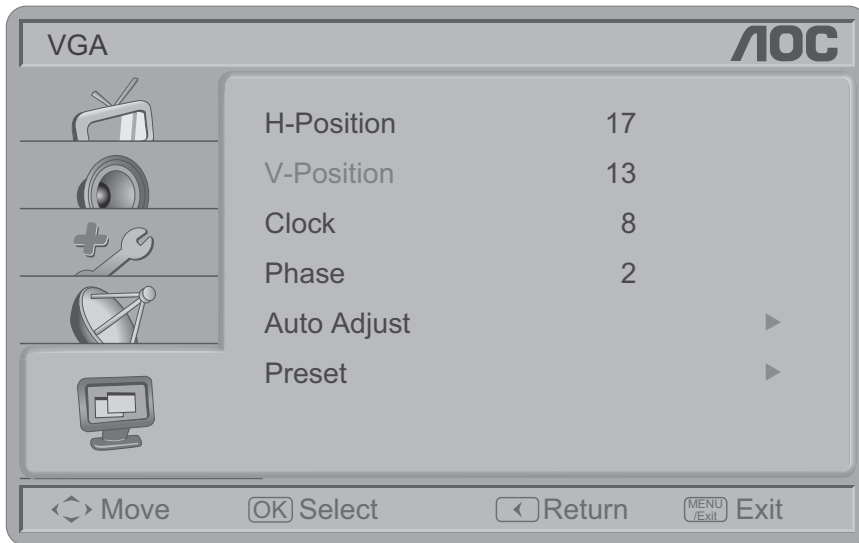 VGA AOC
H-Position 17
V-Position 13
Clock 8
Phase 2
Auto Adjust
Preset
Move OK Select Return MENU /Exit Exit